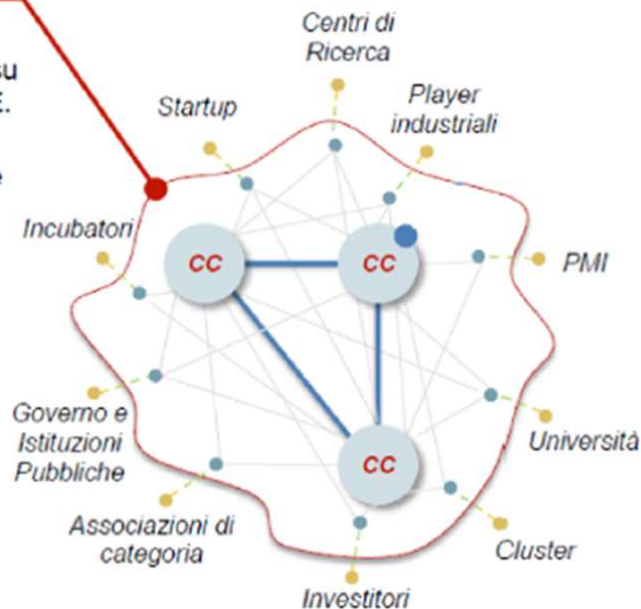 Centri di
Ricerca
su
E.
e
Startup
Player
industriali
Incubatori
CC
CC
PMI
Governo e
Istituzioni
Pubbliche
Università
CC
Associazioni di
categoria
Cluster
Investitori